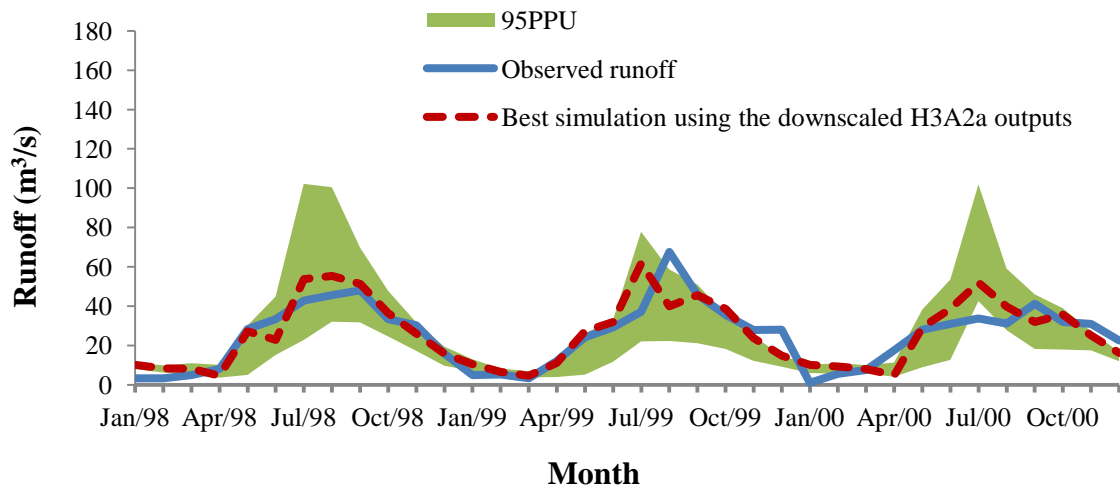 180
160
140
120
100
80
60
40
20
0
Runoff (m³/s)
95PPU
Observed runoff
Best simulation using the downscaled H3A2a outputs
Jan/98 Apr/98 Jul/98 Oct/98 Jan/99 Apr/99 Jul/99 Oct/99 Jan/00 Apr/00 Jul/00 Oct/00
Month